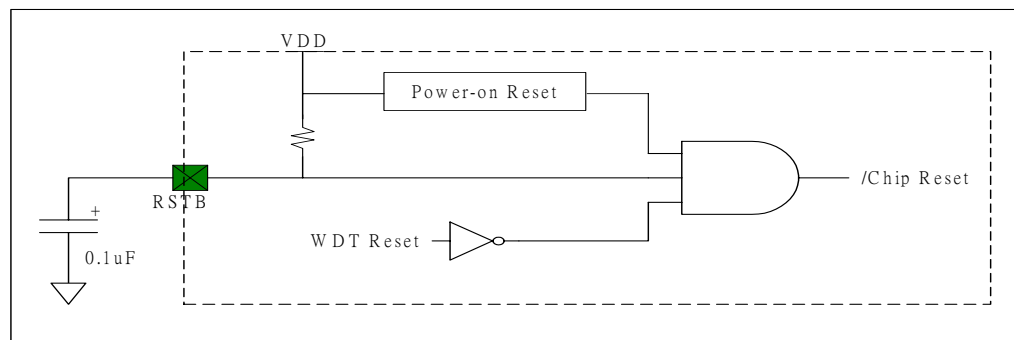 VDD
Power-on Reset
/Chip Reset
RSTB
+
WDT Reset
0.1uF